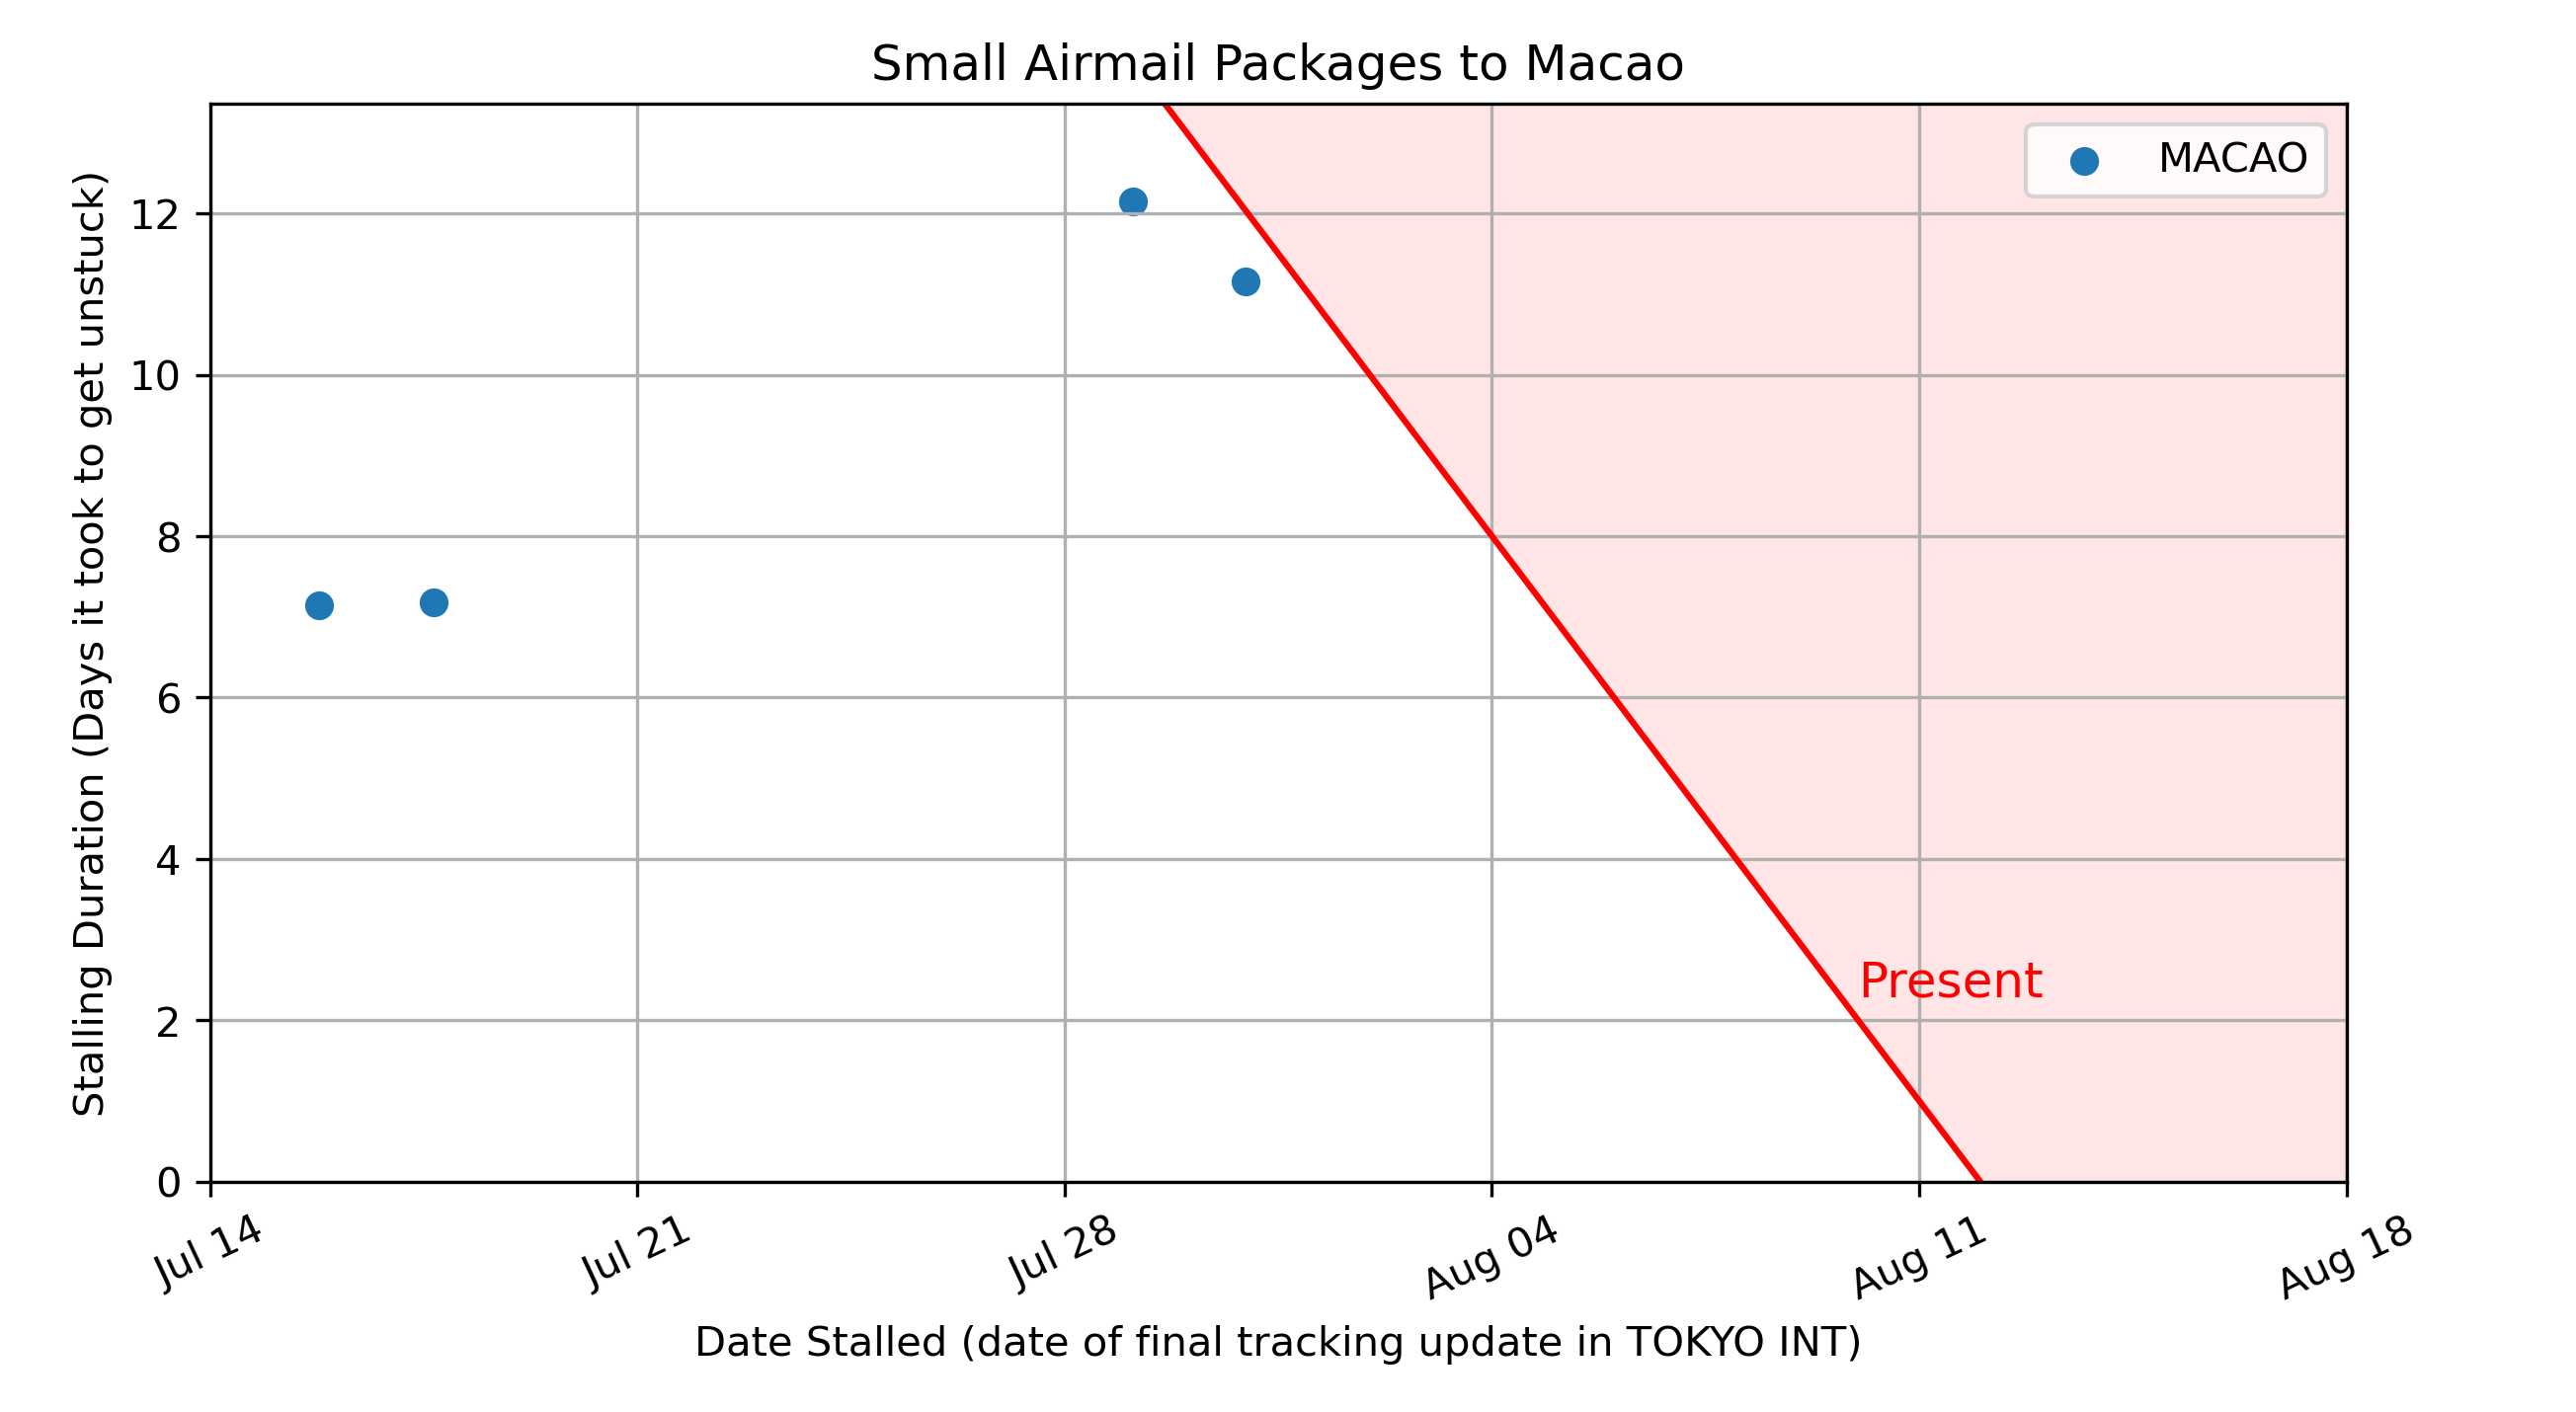 Small Airmail Packages to Macao
MACAO
Stalling Duration (Days it took to get unstuck)
12
10
8
6
4
2
0
Present
Jul 14
Jul 21
Jul 28
Aug 04
Aug 11
Aug 18
Date Stalled (date of final tracking update in TOKYO INT)